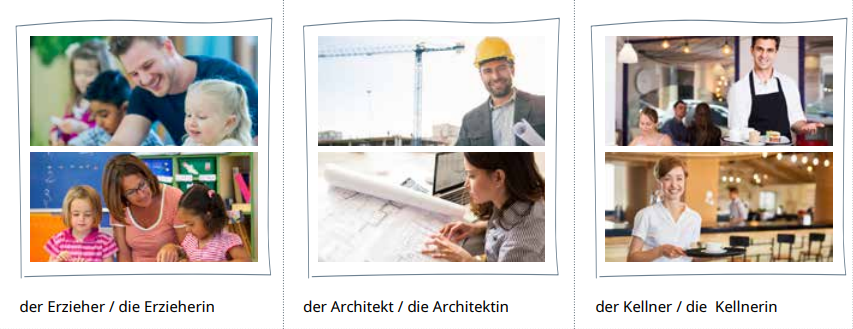 der Erzieher / die Erzieherin
der Architekt / die Architektin
der Kellner / die  Kellnerin